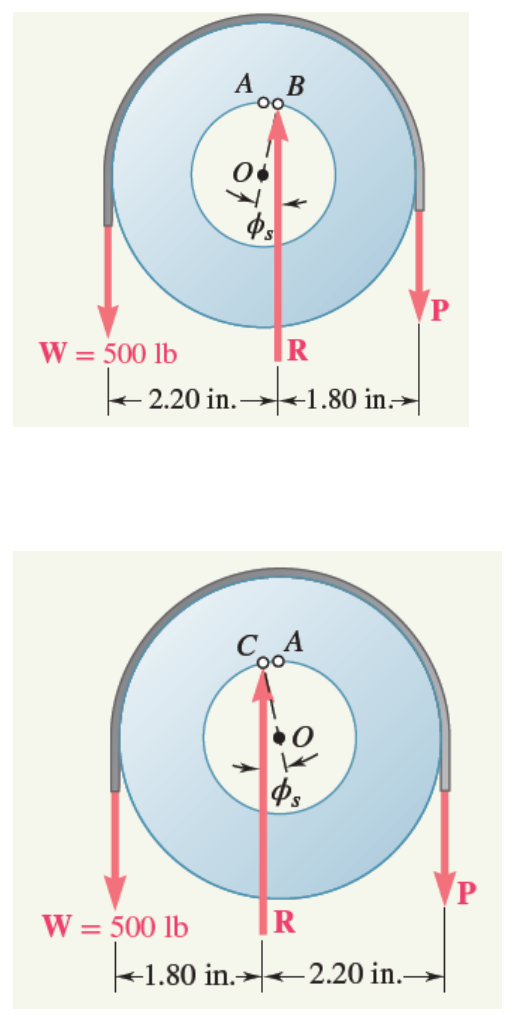 A B
O
ϕs
P
W = 500 lb
R
2.20 in.
1.80 in.
C A
O
ϕs
P
W = 500 lb
R
1.80 in.
2.20 in.